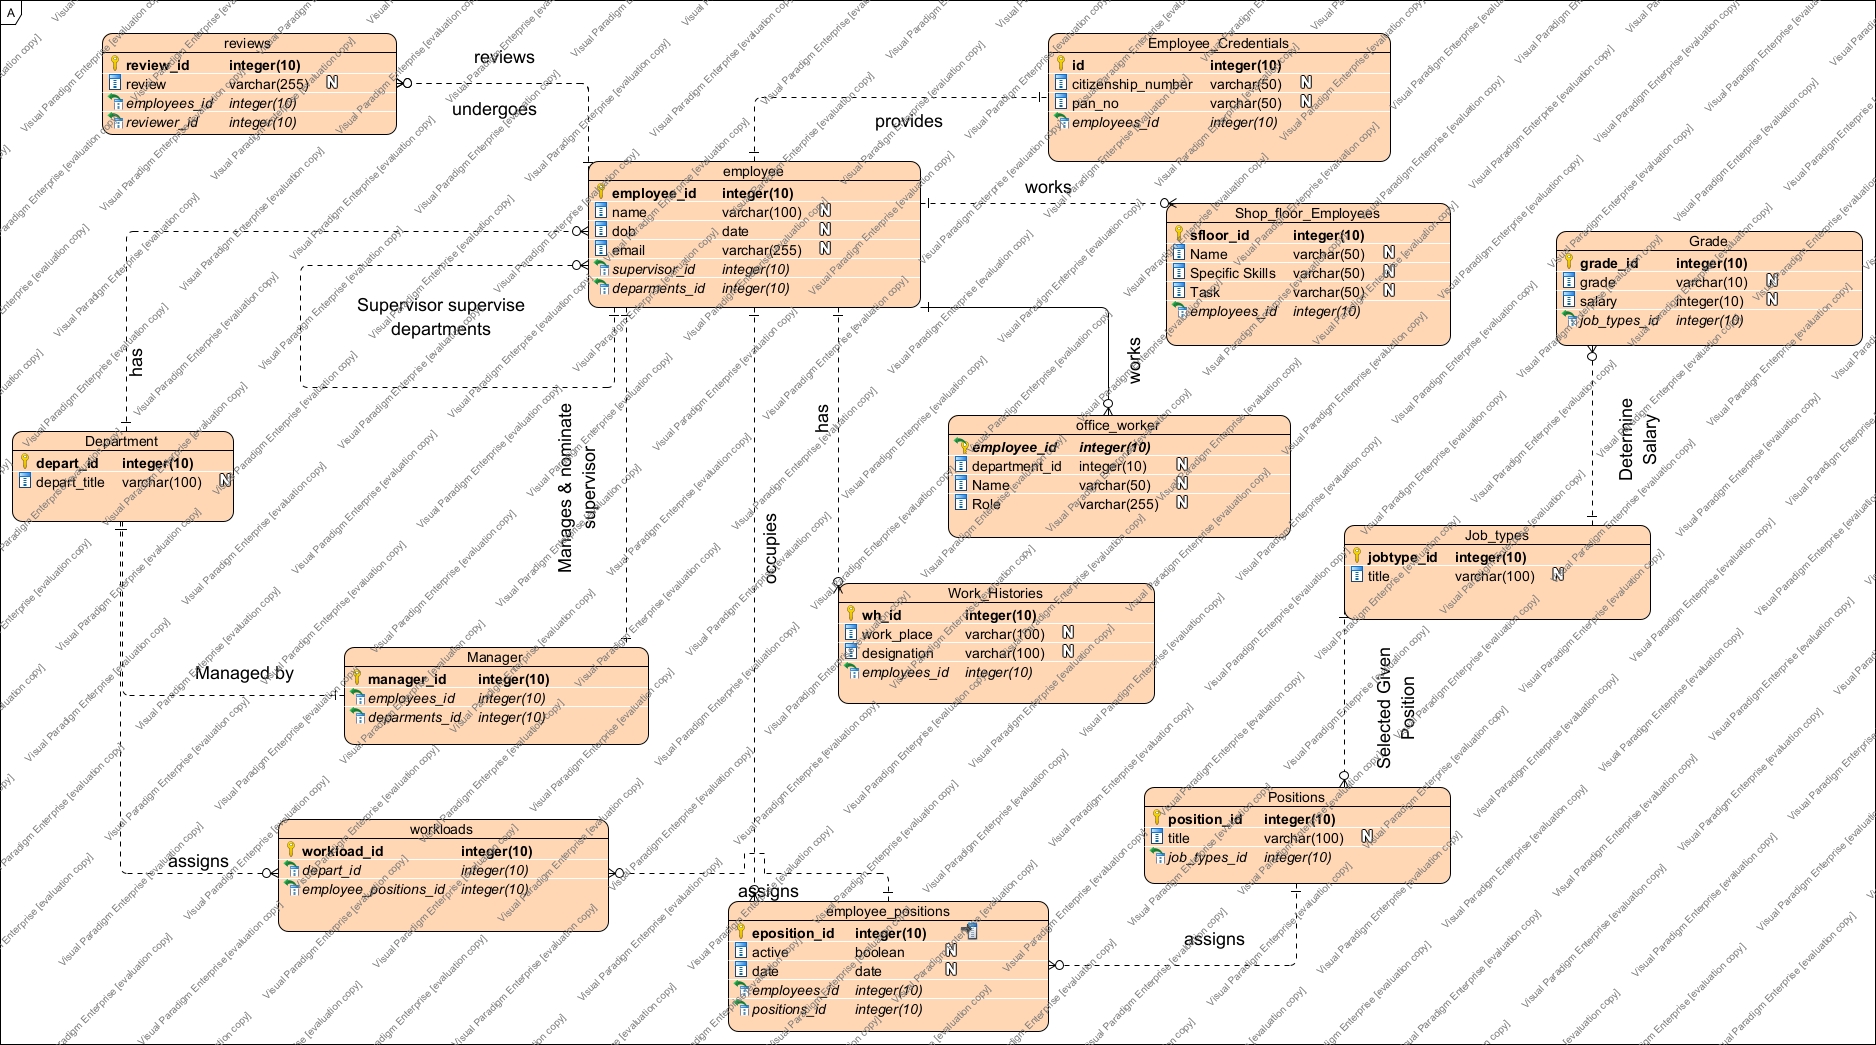 A
reviews
review_id integer(10)
review varchar(255) N
employees_id integer(10)
reviewer_id integer(10)
reviews
undergoes
Employee_Credentials
id integer(10)
citizenship_number varchar(50) N
pan_no varchar(50) N
employees_id integer(10)
provides
employee
employee_id integer(10)
name varchar(100) N
dob date N
email varchar(255) N
supervisor_id integer(10)
deparments_id integer(10)
works
Shop_floor_Employees
sfloor_id integer(10)
Name varchar(50) N
Specific Skills varchar(50) N
Task varchar(50) N
employees_id integer(10)
Grade
grade_id integer(10)
grade varchar(10) N
salary integer(10) N
job_types_id integer(10)
Supervisor supervise
departments
has
works
Determine
Salary
Department
depart_id integer(10)
depart_title varchar(100) N
Manages & nominate
supervisor
occupies
has
office_worker
employee_id integer(10)
department_id integer(10) N
Name varchar(50) N
Role varchar(255) N
Job_types
jobtype_id integer(10)
title varchar(100) N
Work_Histories
wh_id integer(10)
work_place varchar(100) N
designation varchar(100) N
employees_id integer(10)
Managed by
Manager
manager_id integer(10)
employees_id integer(10)
deparments_id integer(10)
Selected Given
Position
Positions
position_id integer(10)
title varchar(100) N
job_types_id integer(10)
assigns
workloads
workload_id integer(10)
depart_id integer(10)
employee_positions_id integer(10)
assigns
employee_positions
eposition_id integer(10)
active boolean N
date date N
employees_id integer(10)
positions_id integer(10)
assigns
Visual Paradigm Enterprise [evaluation copy]